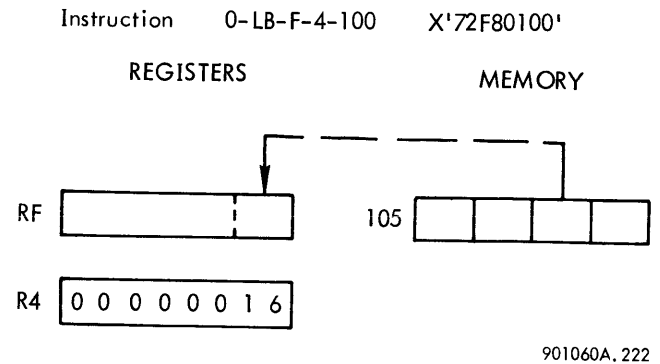 Instruction 0-LB-F-4-100 X'72F80100'
REGISTERS MEMORY
RF 105
R4 0 0 0 0 0 0 1 6
901060A.222